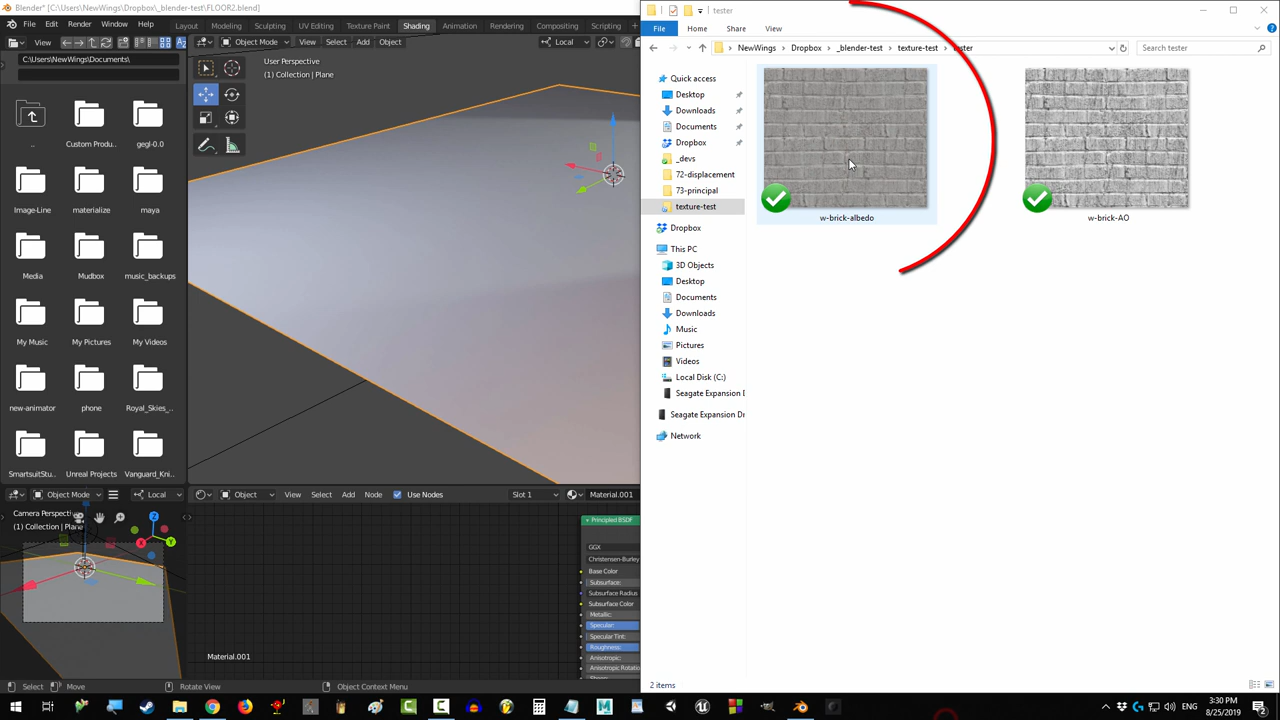 Blender* [C:\Users\NewWings\Dropbox\_blender-test\FLOOR2.blend]
File Edit Render Window Help Layout Modeling Sculpting UV Editing Texture Paint Shading Animation Rendering Compositing Scripting
View Object Mode View Select Add Object Local
C:\Users\NewWings\Documents\
User Perspective
(1) Collection | Plane
..
Custom Produ..
gegl-0.0
Image-Line
materialize
maya
Media
Mudbox
music_backups
My Music
My Pictures
My Videos
new-animator
phone
Royal_Skies_..
SmartsuitStu..
Unreal Projects
Vanguard_Kni..
Object Mode Local
Camera Perspective
(1) Collection | Plane
Z
X
Y
Object View Select Add Node Use Nodes Slot 1 Material.001
Principled BSDF
GGX
Christensen-Burley
Base Color
Subsurface:
Subsurface Radius
Subsurface Color
Metallic:
Specular:
Specular Tint:
Roughness:
Anisotropic:
Anisotropic Rotatio
Material.001
Select Move Rotate View Object Context Menu
tester
File Home Share View
NewWings Dropbox _blender-test texture-test tester
Search tester
Quick access
Desktop
Downloads
Documents
Dropbox
_devs
72-displacement
73-principal
texture-test
Dropbox
This PC
3D Objects
Desktop
Documents
Downloads
Music
Pictures
Videos
Local Disk (C:)
Seagate Expansion D
Seagate Expansion Dr
Network
w-brick-albedo
w-brick-AO
2 items
ENG
3:30 PM
8/25/2019